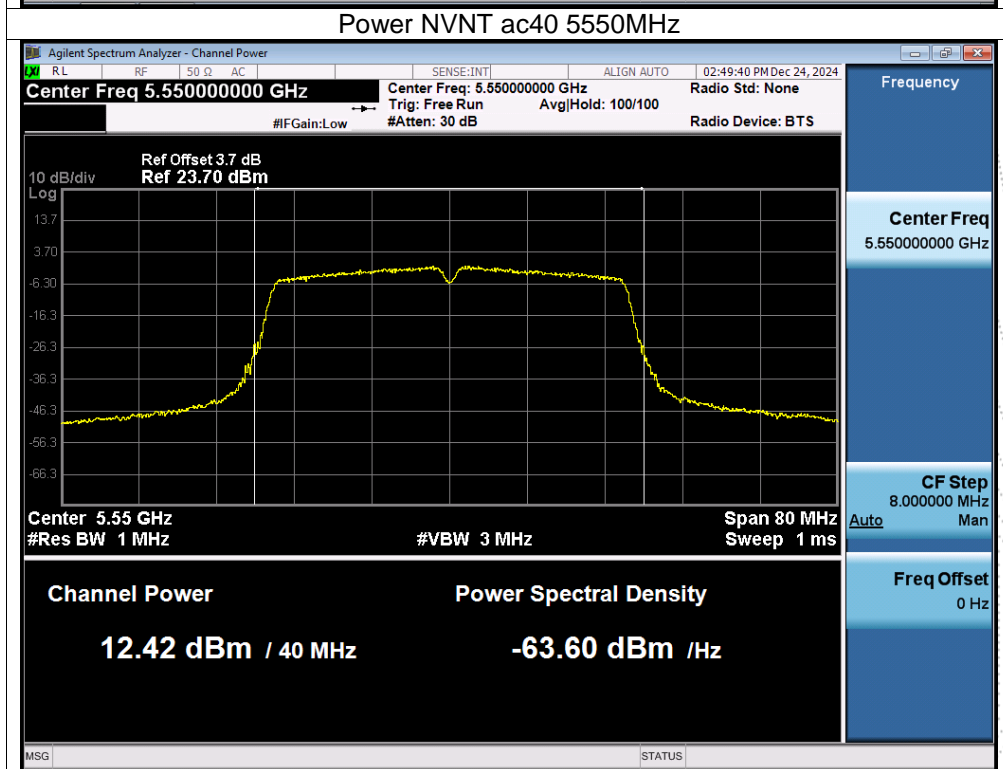 Power NVNT ac40 5550MHz
Agilent Spectrum Analyzer - Channel Power
LXI RL RF 50 Ω AC SENSE:INT ALIGN AUTO 02:49:40 PM Dec 24, 2024
Center Freq 5.550000000 GHz
Center Freq: 5.550000000 GHz Radio Std: None
Trig: Free Run Avg|Hold: 100/100
#IFGain:Low #Atten: 30 dB Radio Device: BTS
Ref Offset 3.7 dB
10 dB/div Ref 23.70 dBm
Log
13.7
3.70
-6.30
-16.3
-26.3
-36.3
-46.3
-56.3
-66.3
Center 5.55 GHz Span 80 MHz
#Res BW 1 MHz #VBW 3 MHz Sweep 1 ms
Channel Power Power Spectral Density
12.42 dBm / 40 MHz -63.60 dBm /Hz
MSG STATUS
Frequency
Center Freq
5.550000000 GHz
CF Step
8.000000 MHz
Auto Man
Freq Offset
0 Hz